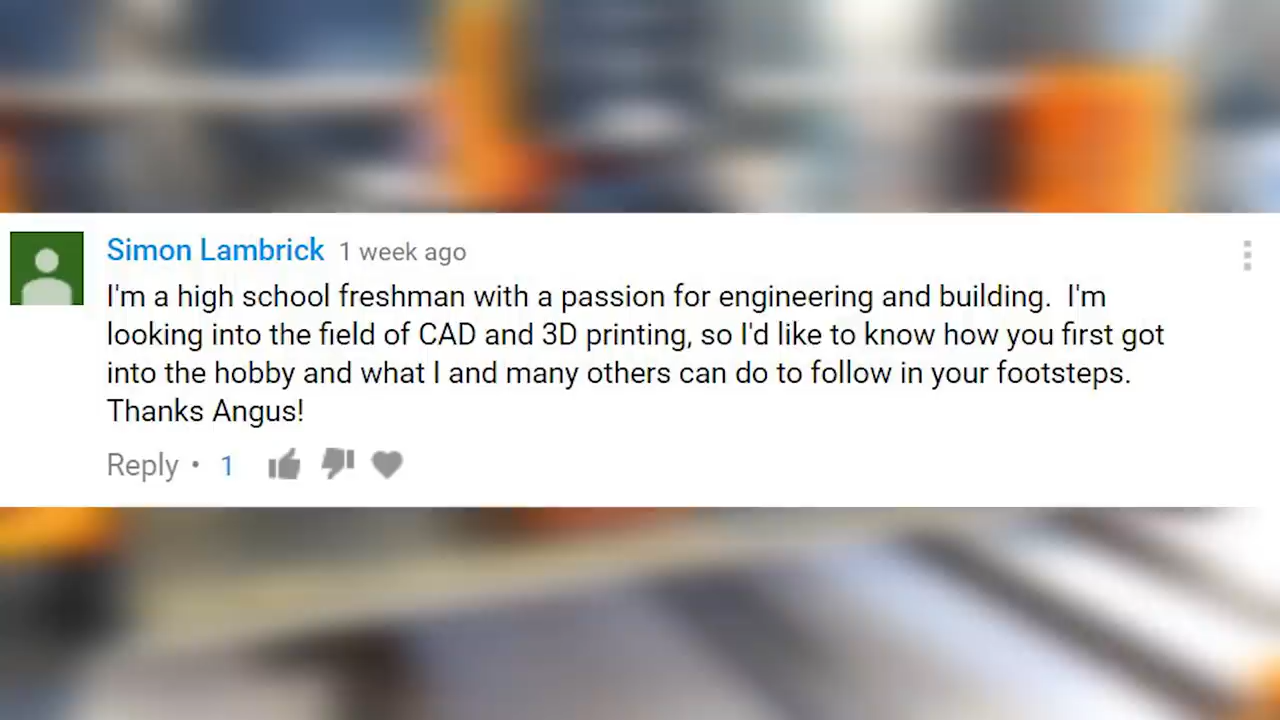 Simon Lambrick 1 week ago
I'm a high school freshman with a passion for engineering and building.  I'm
looking into the field of CAD and 3D printing, so I'd like to know how you first got
into the hobby and what I and many others can do to follow in your footsteps.
Thanks Angus!
Reply • 1